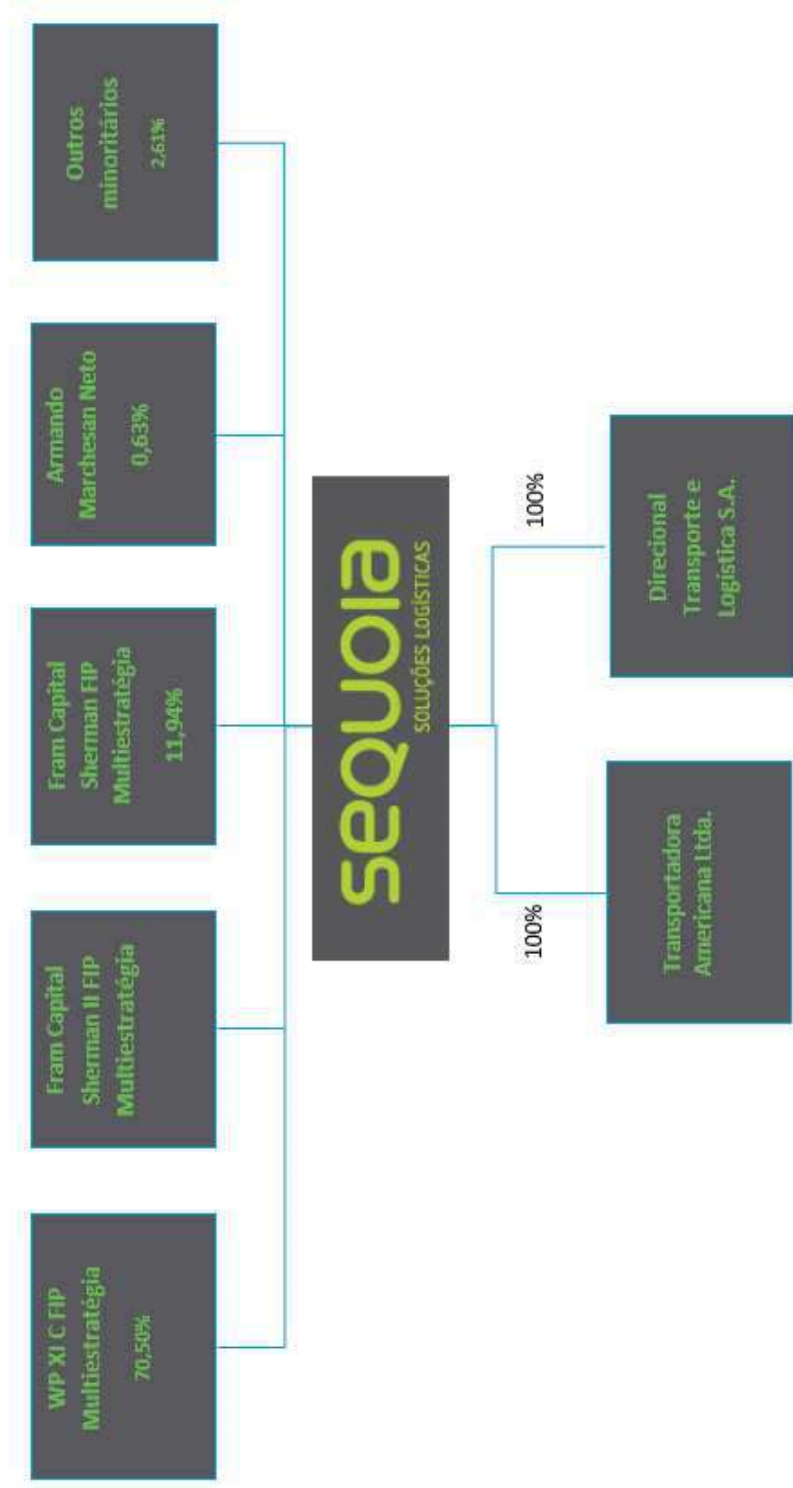 WP XI C FIP
Multiestratégia
70,50%
Fram Capital
Sherman II FIP
Multiestratégia
Fram Capital
Sherman FIP
Multiestratégia
11,94%
Armando
Marchesan Neto
0,63%
Outros
minoritários
2,61%
sequoia
SOLUÇÕES LOGÍSTICAS
100%
100%
Transportadora
Americana Ltda.
Direcional
Transporte e
Logística S.A.